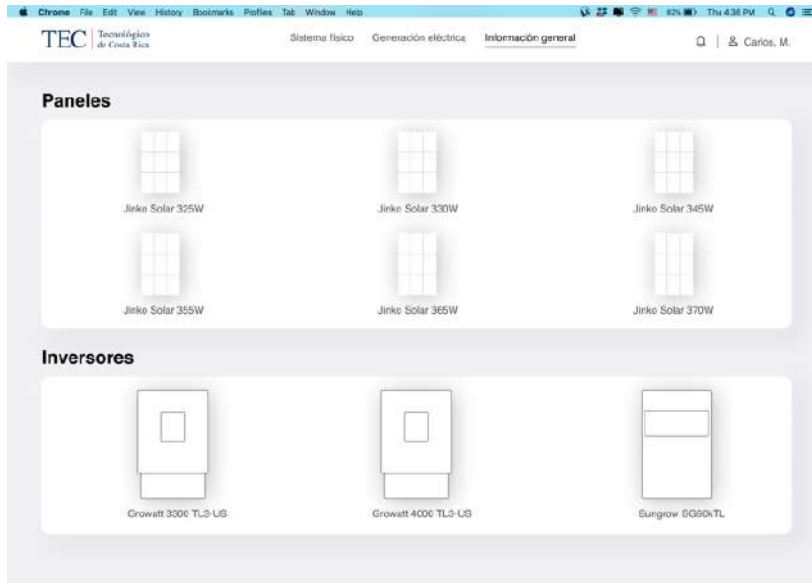 Chrome File Edit View History Bookmarks Profiles Tab Window Help 82% Thu 4:36 PM
TEC Tecnológico de Costa Rica
Sistema físico Generación eléctrica Información general Carlos, M.
Paneles
Jinko Solar 325W Jinko Solar 330W Jinko Solar 345W
Jinko Solar 355W Jinko Solar 365W Jinko Solar 370W
Inversores
Growatt 3300 TL3-US Growatt 4000 TL3-US Sungrow SG60kTL